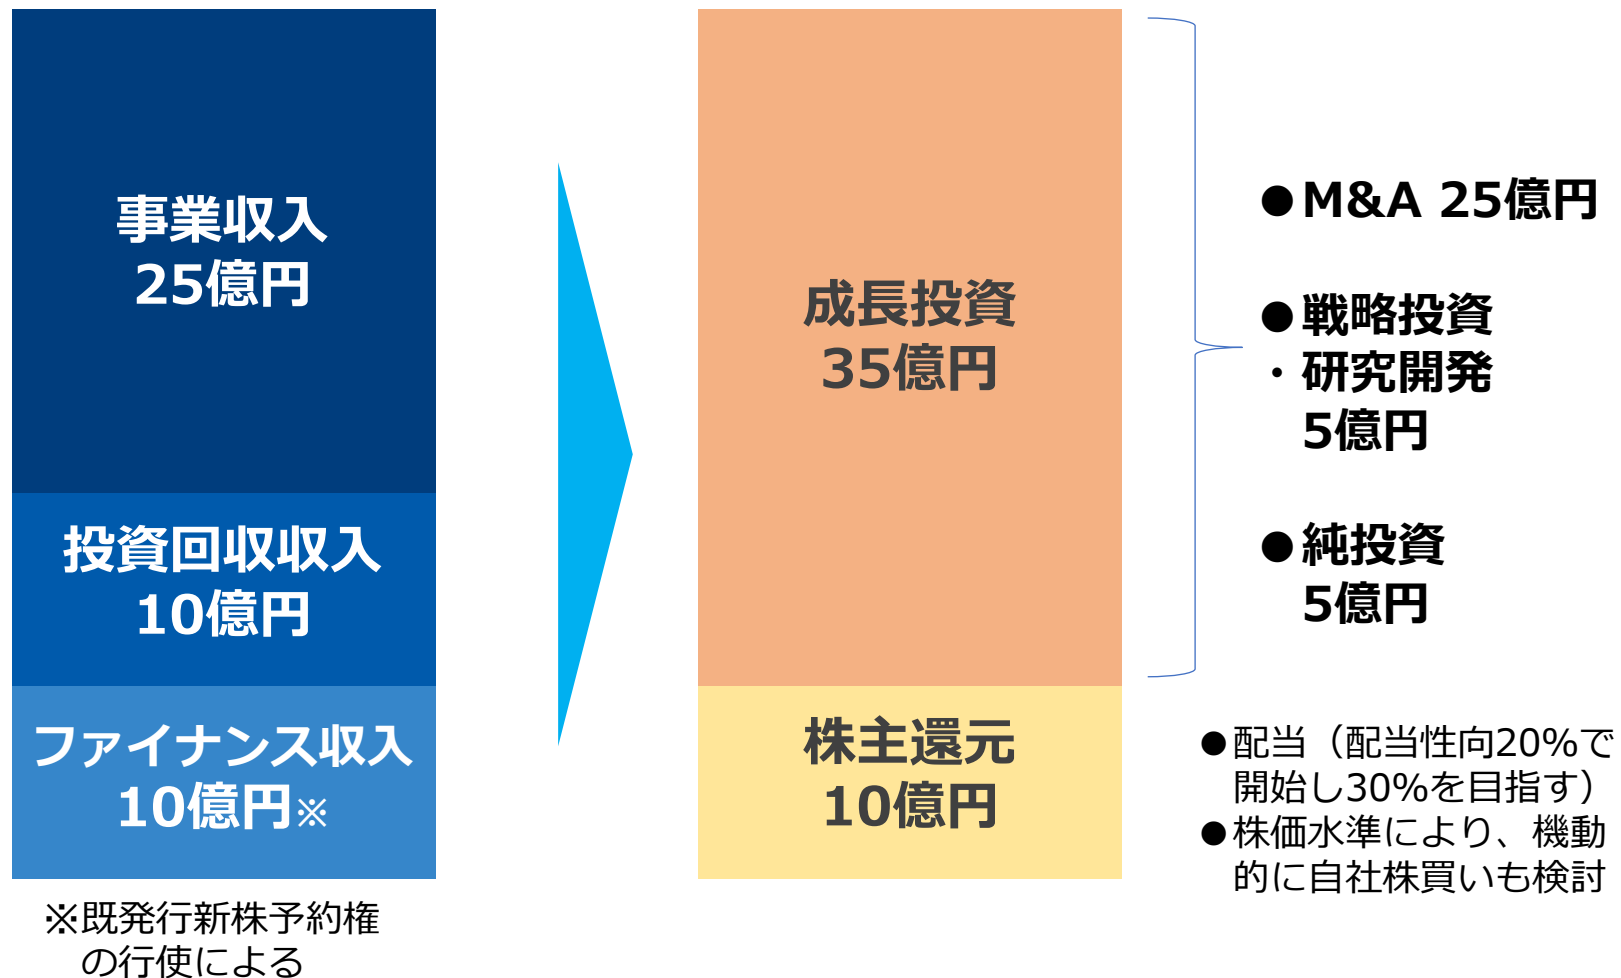 事業収入
25億円
投資回収収入
10億円
ファイナンス収入
10億円※
※既発行新株予約権
の行使による
成長投資
35億円
株主還元
10億円
●M&A 25億円
●戦略投資
・研究開発
5億円
●純投資
5億円
●配当（配当性向20%で
開始し30%を目指す）
●株価水準により、機動
的に自社株買いも検討